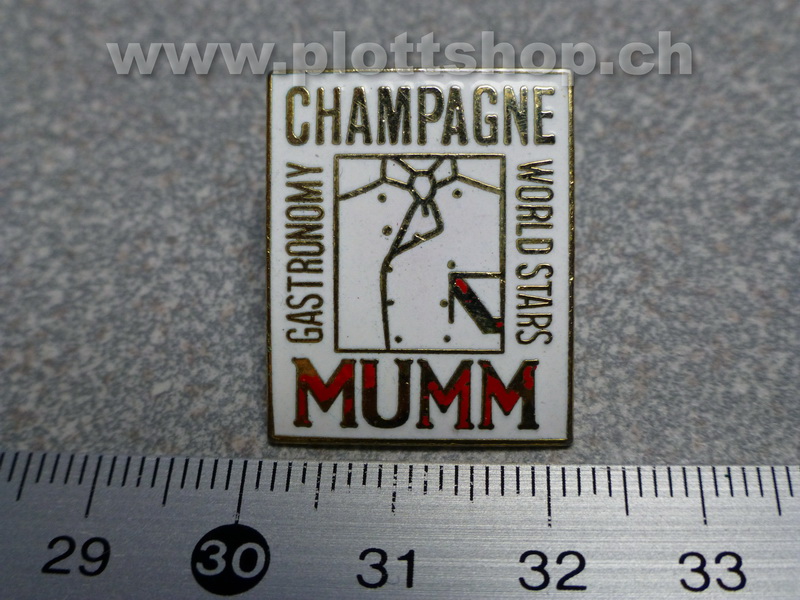 www.plottshop.ch
CHAMPAGNE
GASTRONOMY
WORLD STARS
MUMM
29 30 31 32 33